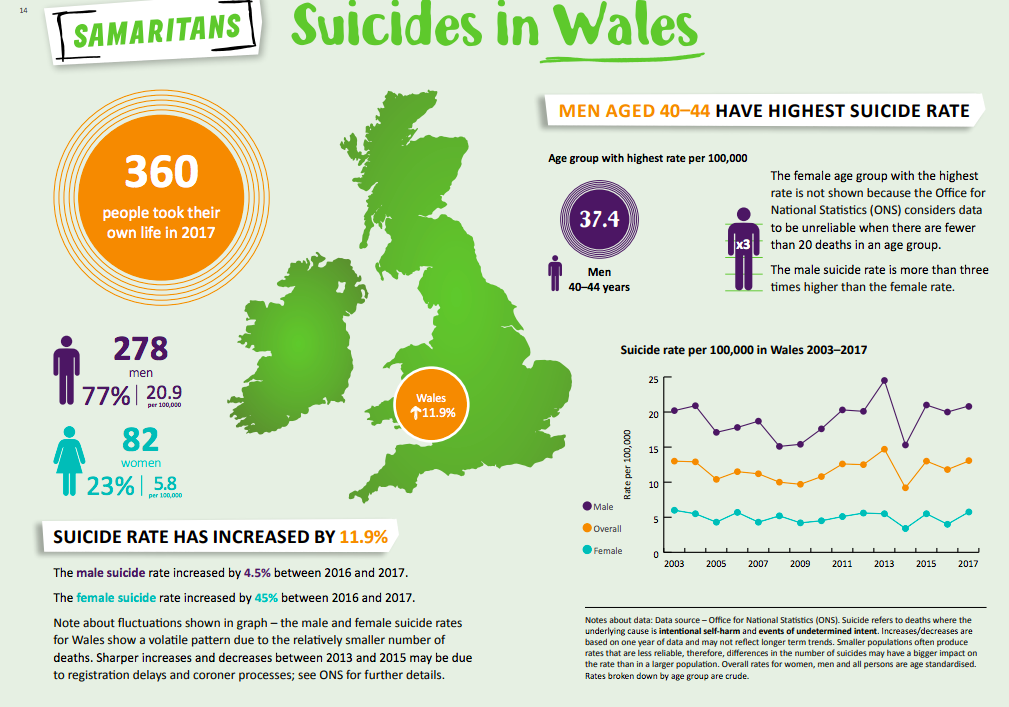 14
SAMARITANS
Suicides in Wales
360
people took their
own life in 2017
278
men
77% | 20.9
per 100,000
82
women
23% | 5.8
per 100,000
Wales
↑11.9%
SUICIDE RATE HAS INCREASED BY 11.9%
The male suicide rate increased by 4.5% between 2016 and 2017.
The female suicide rate increased by 45% between 2016 and 2017.
Note about fluctuations shown in graph – the male and female suicide rates
for Wales show a volatile pattern due to the relatively smaller number of
deaths. Sharper increases and decreases between 2013 and 2015 may be due
to registration delays and coroner processes; see ONS for further details.
MEN AGED 40–44 HAVE HIGHEST SUICIDE RATE
Age group with highest rate per 100,000
37.4
Men
40–44 years
x3
The female age group with the highest
rate is not shown because the Office for
National Statistics (ONS) considers data
to be unreliable when there are fewer
than 20 deaths in an age group.
The male suicide rate is more than three
times higher than the female rate.
Suicide rate per 100,000 in Wales 2003–2017
Rate per 100,000
25
20
15
10
5
0
2003 2005 2007 2009 2011 2013 2015 2017
Male
Overall
Female
Notes about data: Data source – Office for National Statistics (ONS). Suicide refers to deaths where the
underlying cause is intentional self-harm and events of undetermined intent. Increases/decreases are
based on one year of data and may not reflect longer term trends. Smaller populations often produce
rates that are less reliable, therefore, differences in the number of suicides may have a bigger impact on
the rate than in a larger population. Overall rates for women, men and all persons are age standardised.
Rates broken down by age group are crude.